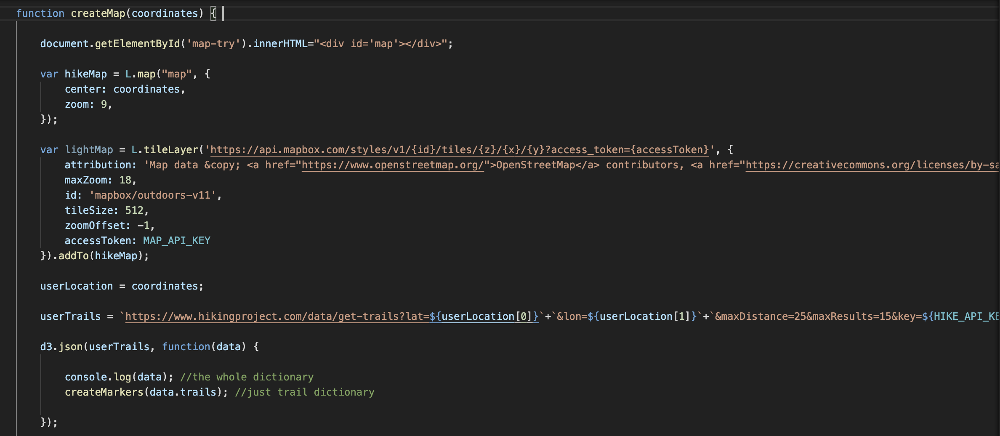 function createMap(coordinates) {
document.getElementById('map-try').innerHTML="<div id='map'></div>";
var hikeMap = L.map("map", {
center: coordinates,
zoom: 9,
});
var lightMap = L.tileLayer('https://api.mapbox.com/styles/v1/{id}/tiles/{z}/{x}/{y}?access_token={accessToken}', {
attribution: 'Map data &copy; <a href="https://www.openstreetmap.org/">OpenStreetMap</a> contributors, <a href="https://creativecommons.org/licenses/by-sa
maxZoom: 18,
id: 'mapbox/outdoors-v11',
tileSize: 512,
zoomOffset: -1,
accessToken: MAP_API_KEY
}).addTo(hikeMap);
userLocation = coordinates;
userTrails = `https://www.hikingproject.com/data/get-trails?lat=${userLocation[0]}`+`&lon=${userLocation[1]}`+`&maxDistance=25&maxResults=15&key=${HIKE_API_KE
d3.json(userTrails, function(data) {
console.log(data); //the whole dictionary
createMarkers(data.trails); //just trail dictionary
});